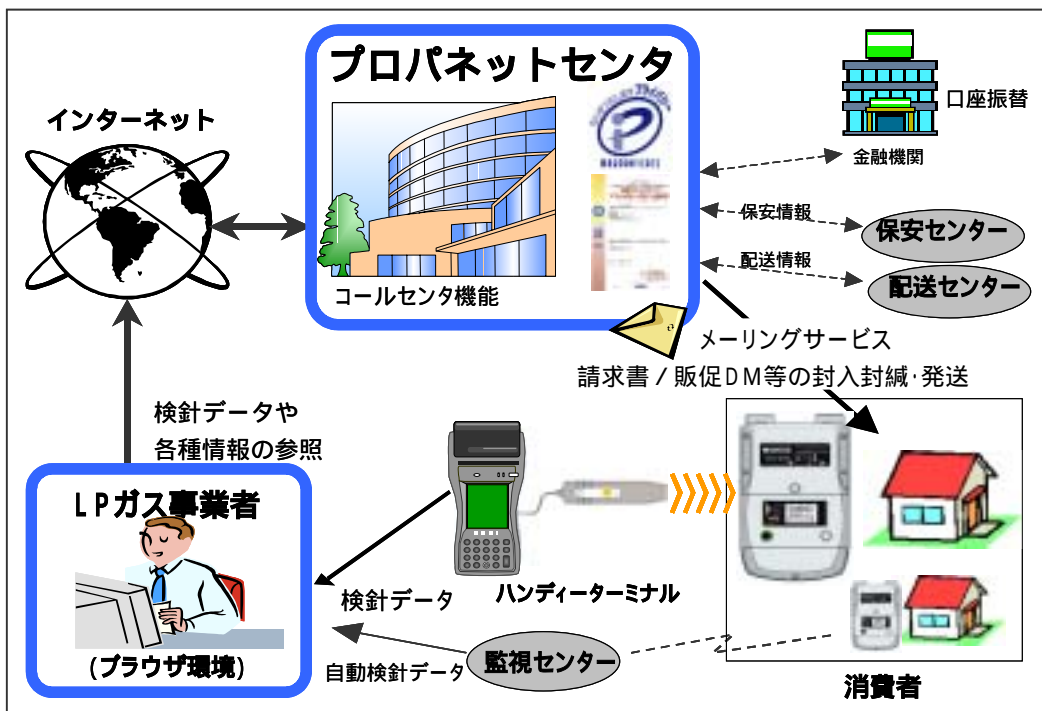 プロパネットセンタ
インターネット
口座振替
金融機関
保安情報
保安センター
配送情報
配送センター
コールセンタ機能
メーリングサービス
請求書／販促DM等の封入封緘・発送
検針データや
各種情報の参照
LPガス事業者
(ブラウザ環境)
検針データ
ハンディーターミナル
自動検針データ
監視センター
消費者